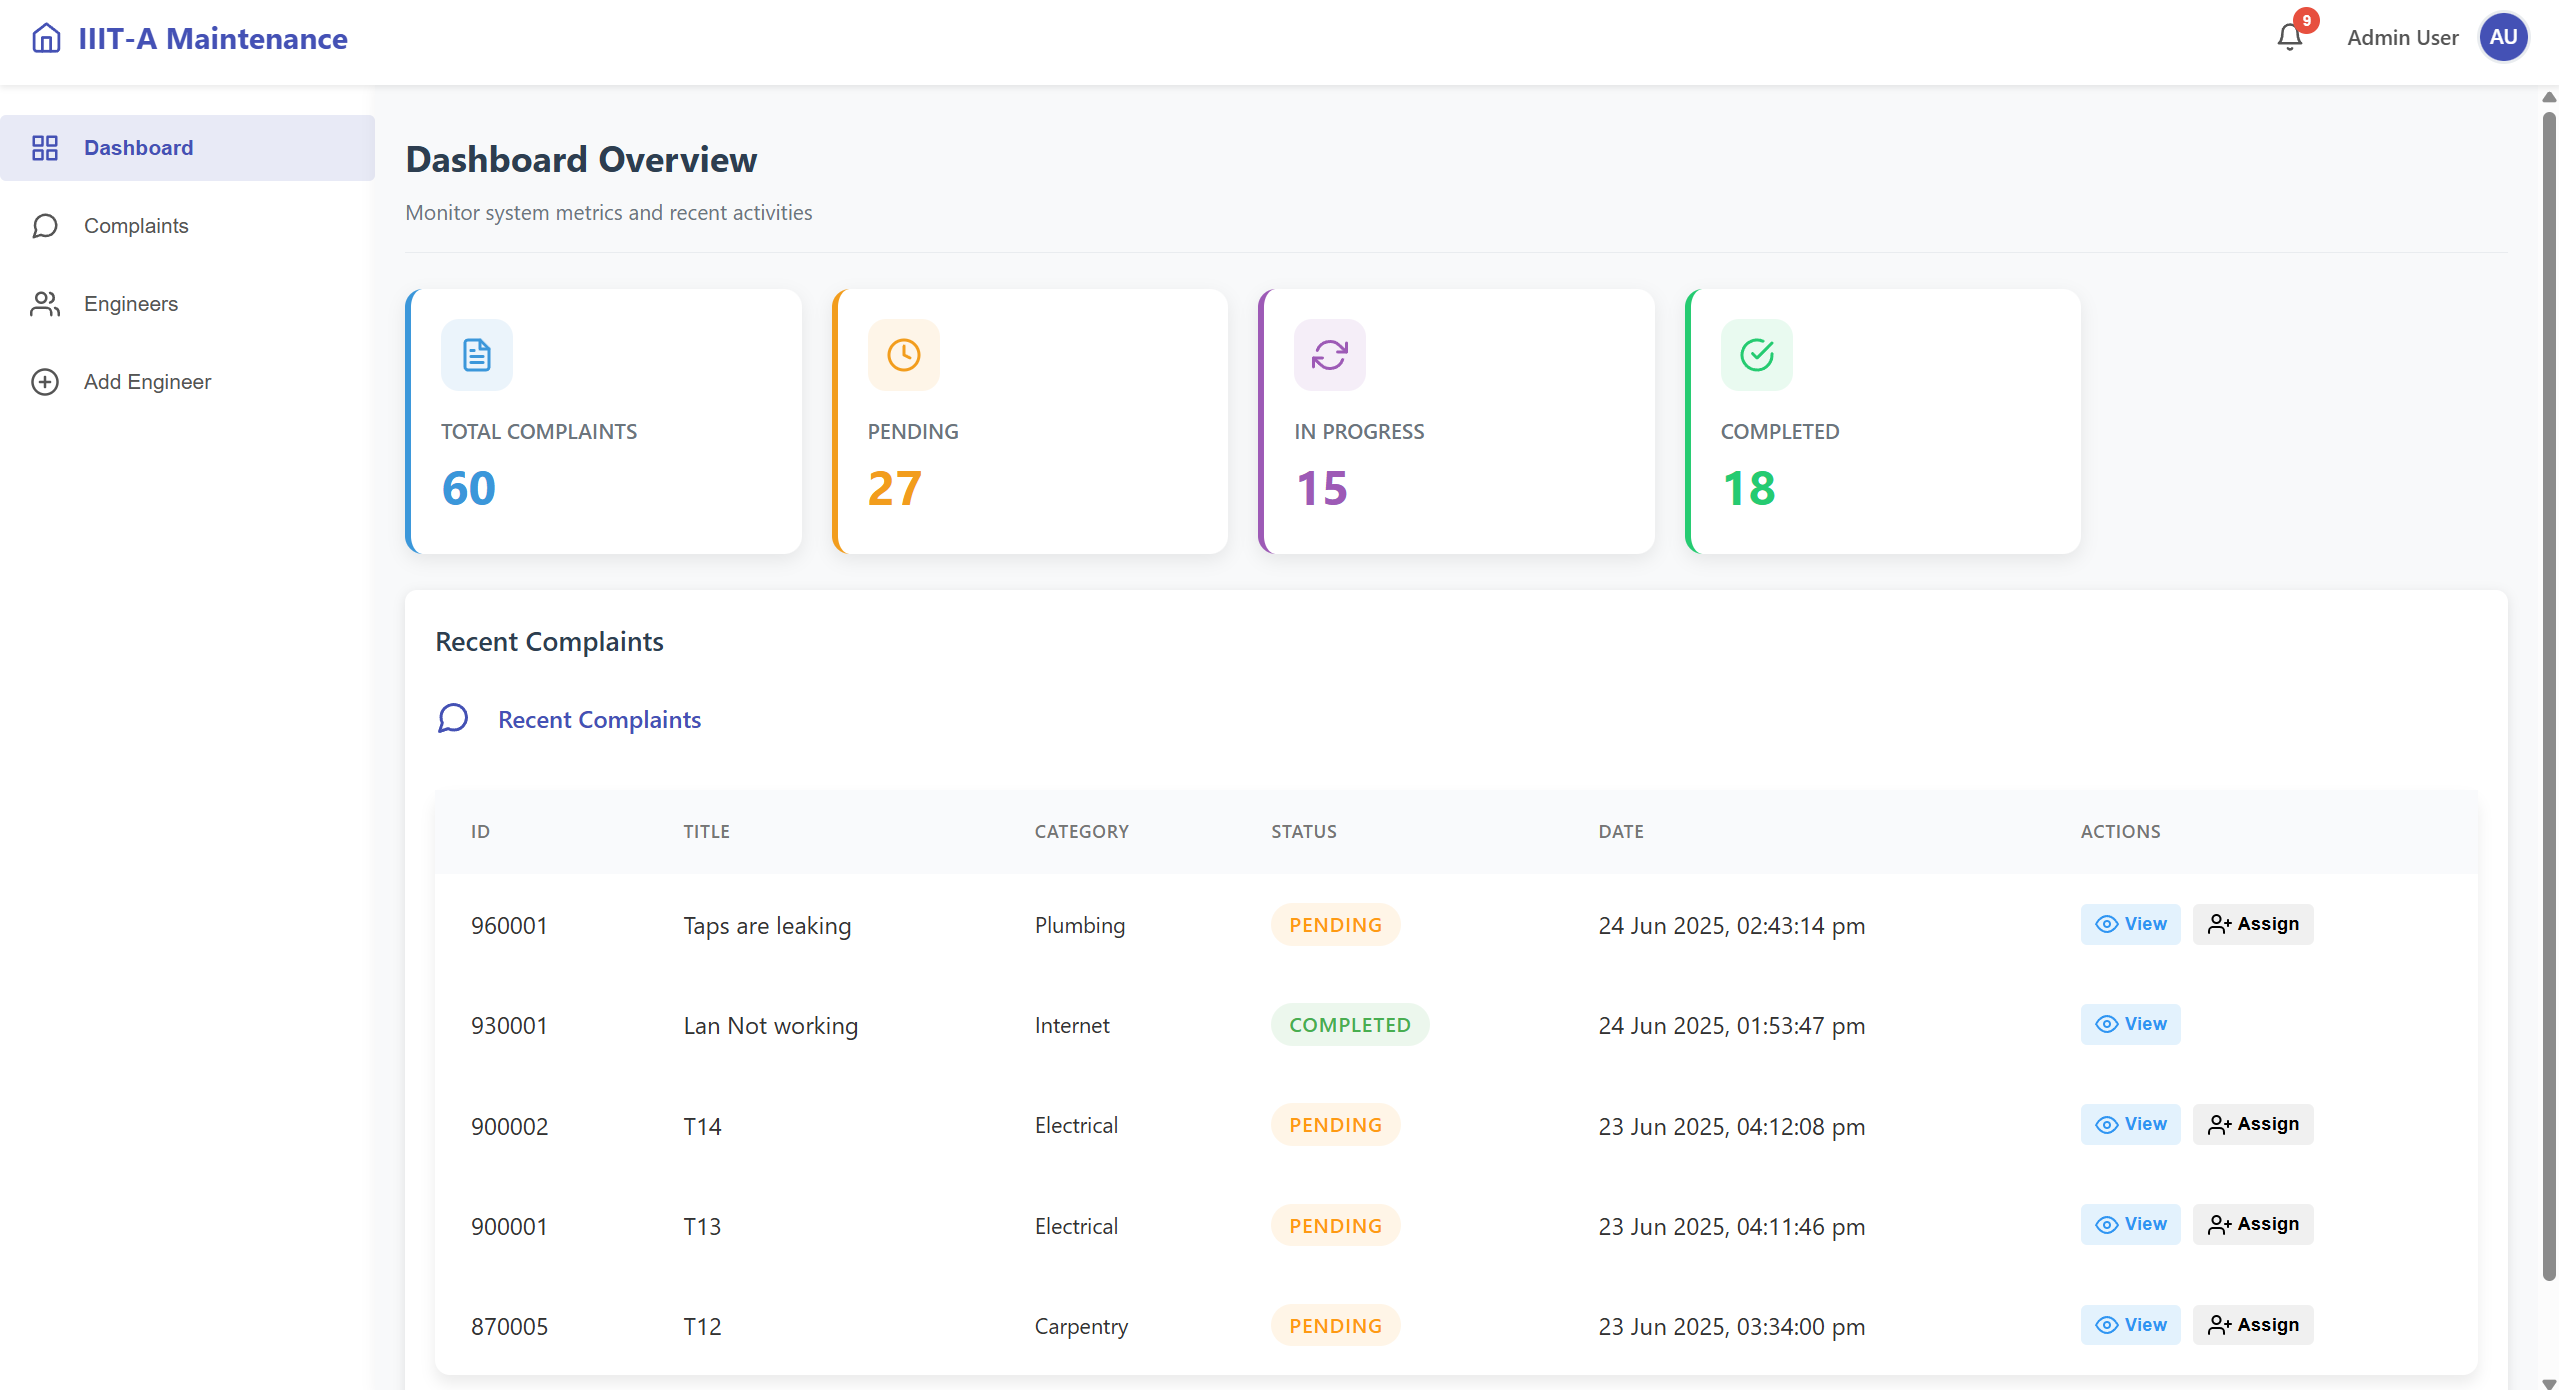 IIIT-A Maintenance
9
Admin User
AU
Dashboard
Complaints
Engineers
Add Engineer
Dashboard Overview
Monitor system metrics and recent activities
TOTAL COMPLAINTS
60
PENDING
27
IN PROGRESS
15
COMPLETED
18
Recent Complaints
Recent Complaints
ID TITLE CATEGORY STATUS DATE ACTIONS
960001 Taps are leaking Plumbing PENDING 24 Jun 2025, 02:43:14 pm View Assign
930001 Lan Not working Internet COMPLETED 24 Jun 2025, 01:53:47 pm View
900002 T14 Electrical PENDING 23 Jun 2025, 04:12:08 pm View Assign
900001 T13 Electrical PENDING 23 Jun 2025, 04:11:46 pm View Assign
870005 T12 Carpentry PENDING 23 Jun 2025, 03:34:00 pm View Assign